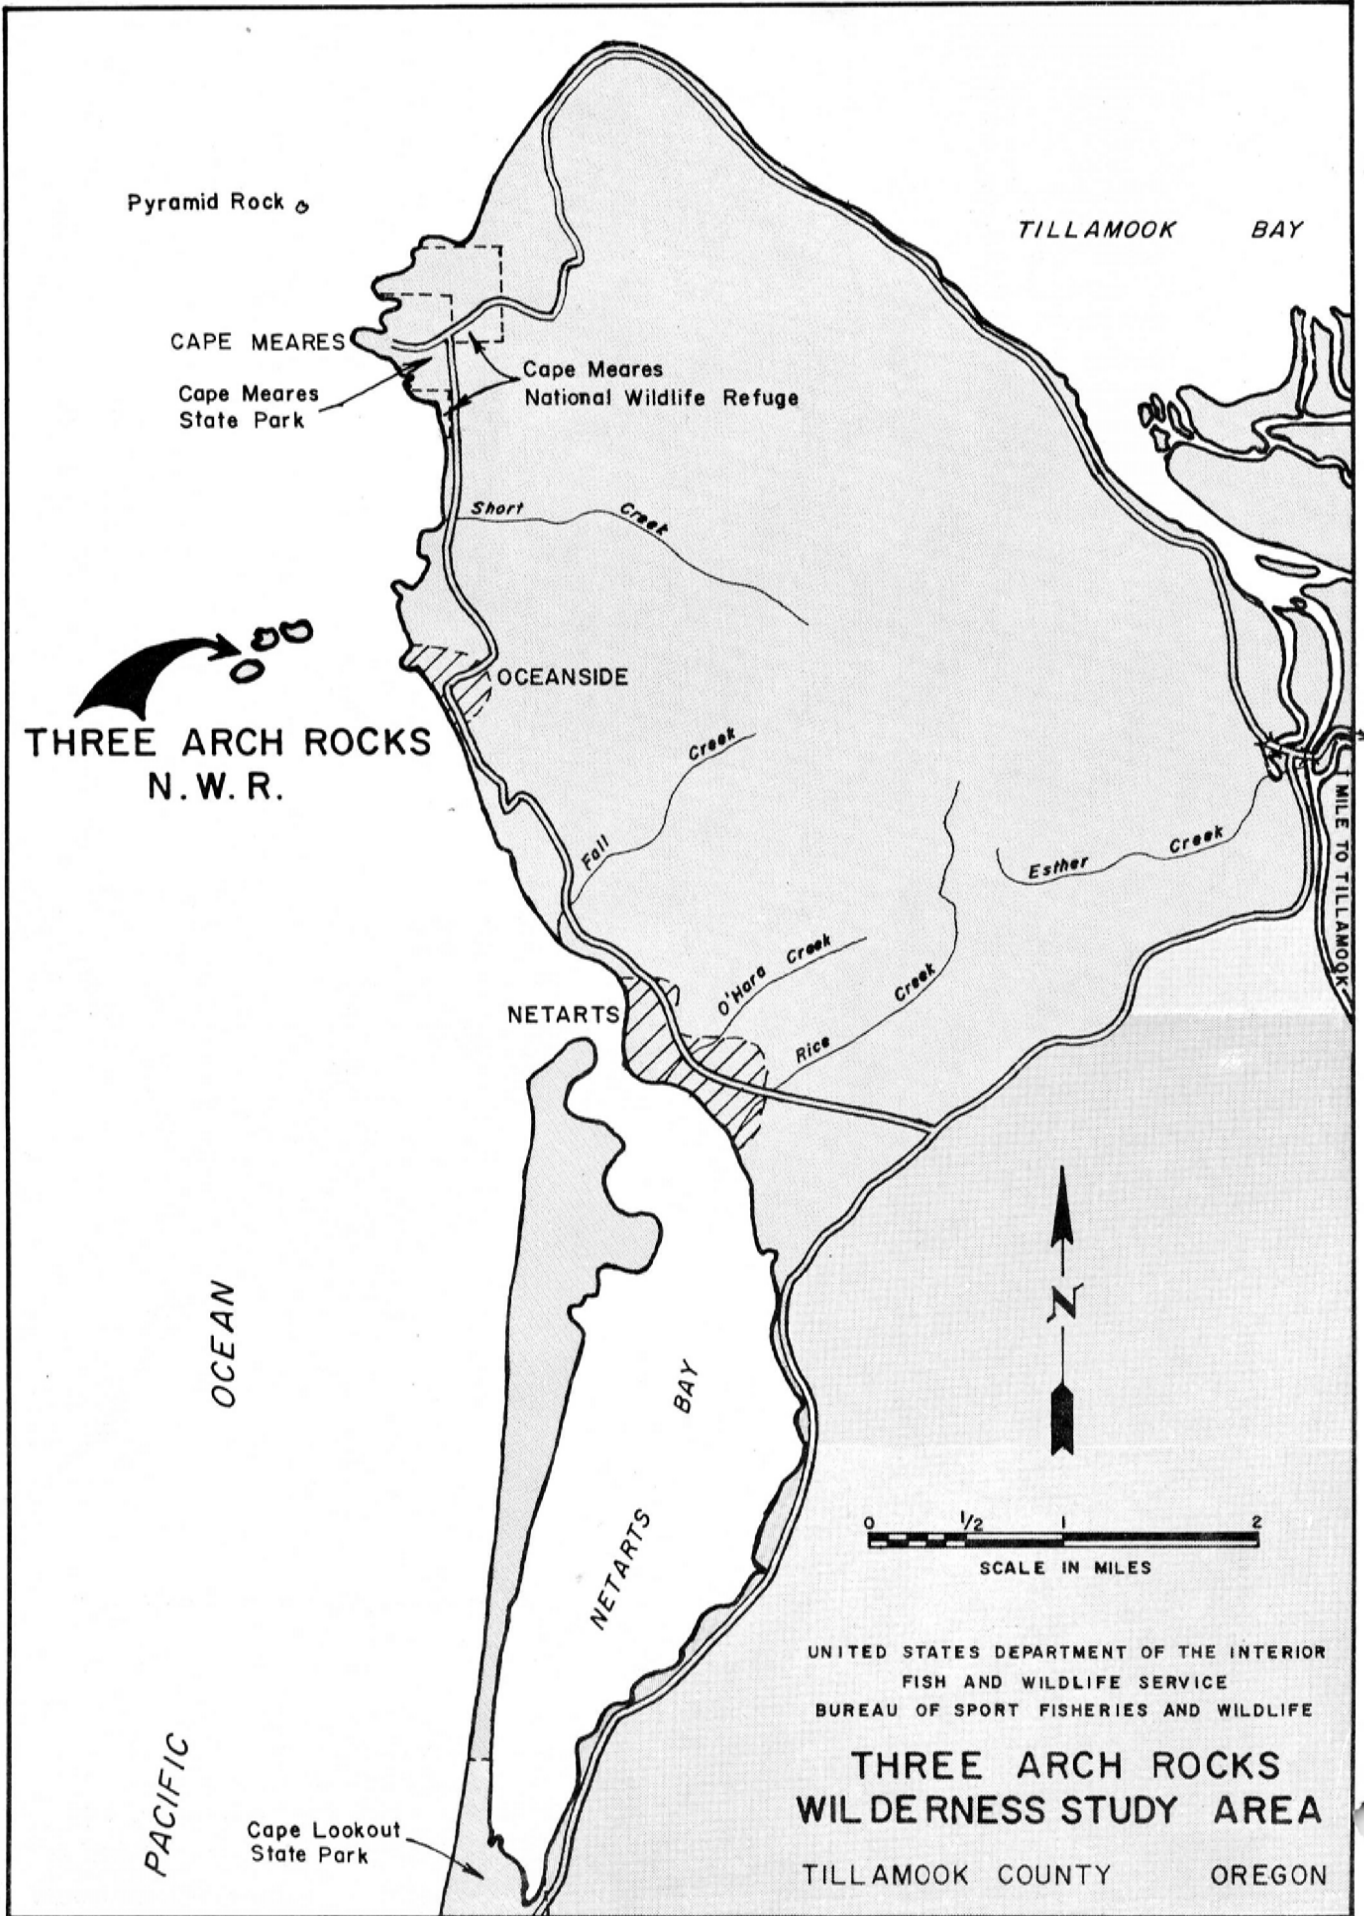 Pyramid Rock
TILLAMOOK BAY
CAPE MEARES
Cape Meares
State Park
Cape Meares
National Wildlife Refuge
Short Creek
OCEANSIDE
THREE ARCH ROCKS
N.W.R.
Fall Creek
Esther Creek
1 MILE TO TILLAMOOK
O'Hara Creek
Rice Creek
NETARTS
N
PACIFIC OCEAN
NETARTS BAY
0 1/2 1 2
SCALE IN MILES
UNITED STATES DEPARTMENT OF THE INTERIOR
FISH AND WILDLIFE SERVICE
BUREAU OF SPORT FISHERIES AND WILDLIFE
THREE ARCH ROCKS
WILDERNESS STUDY AREA
TILLAMOOK COUNTY OREGON
Cape Lookout
State Park